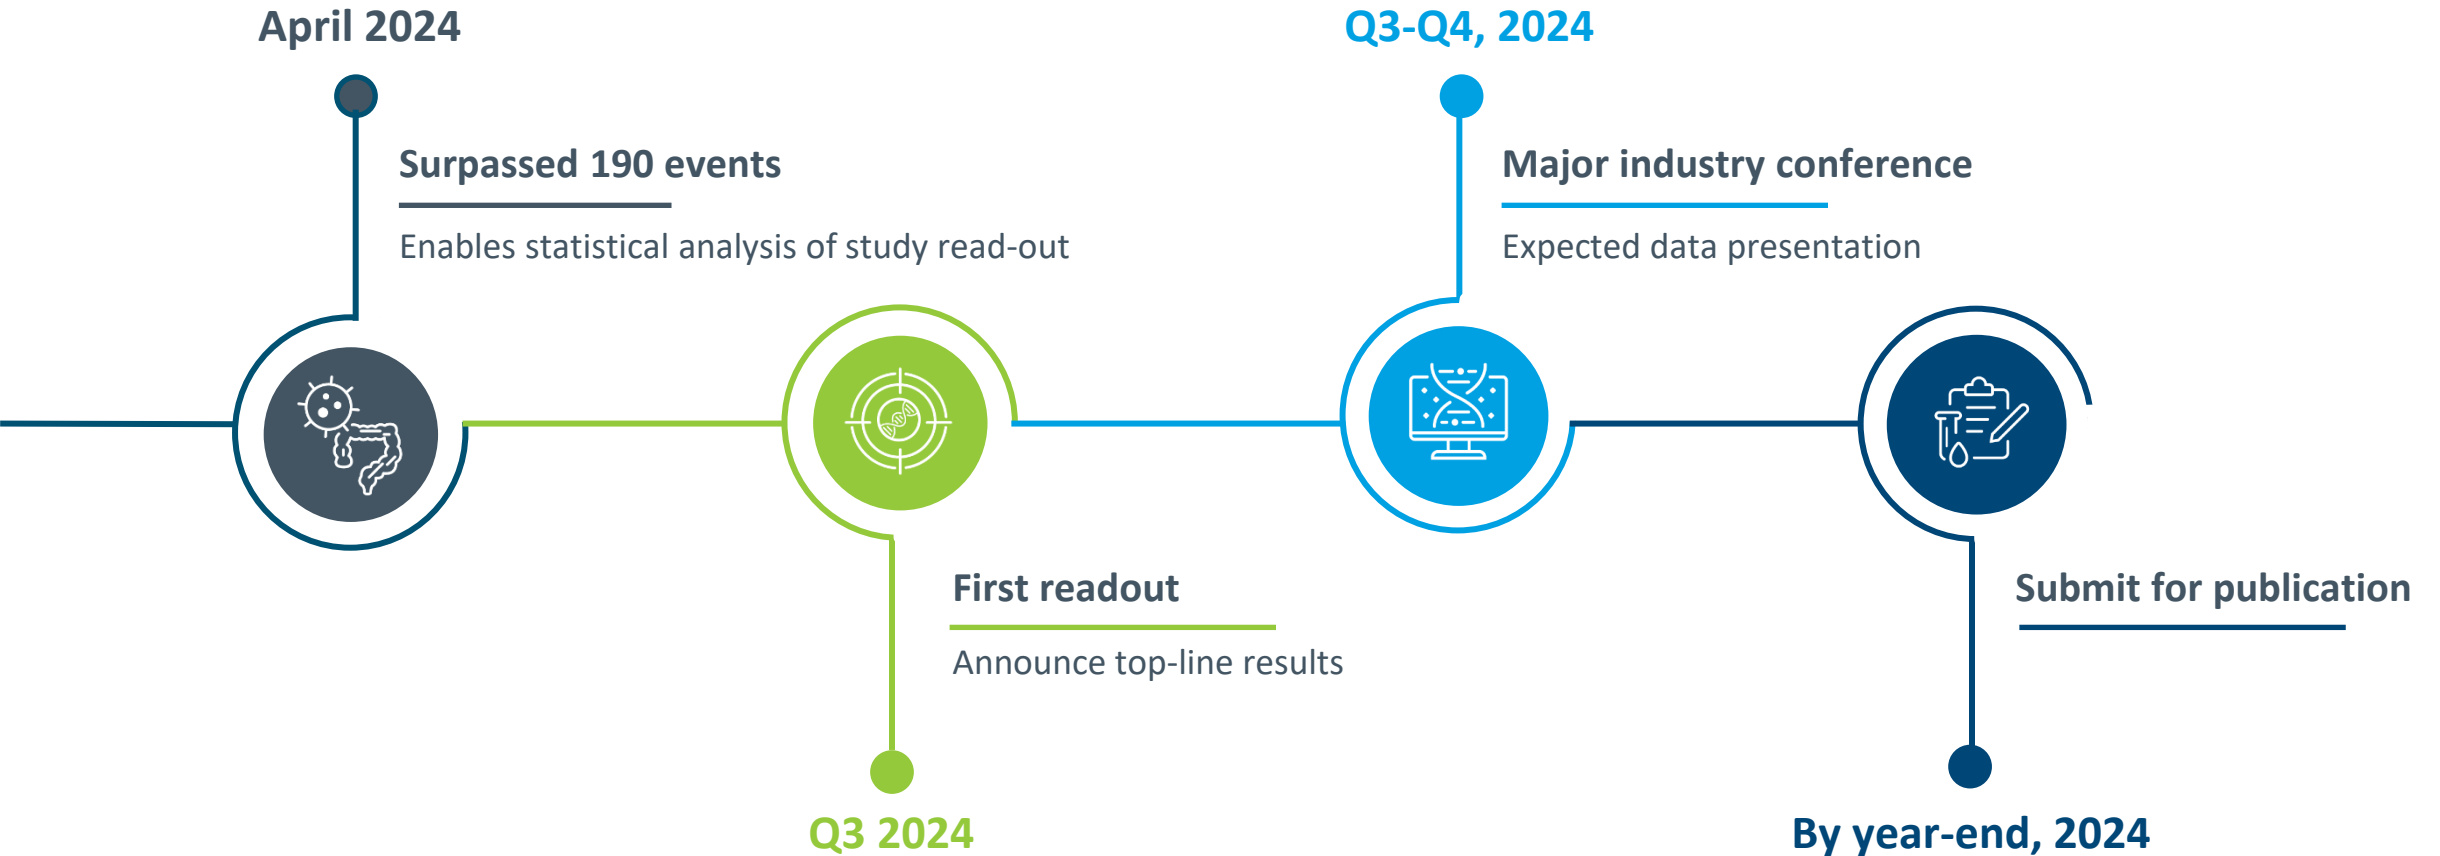 April 2024
Surpassed 190 events
Enables statistical analysis of study read-out
First readout
Announce top-line results
Q3 2024
Q3-Q4, 2024
Major industry conference
Expected data presentation
Submit for publication
By year-end, 2024